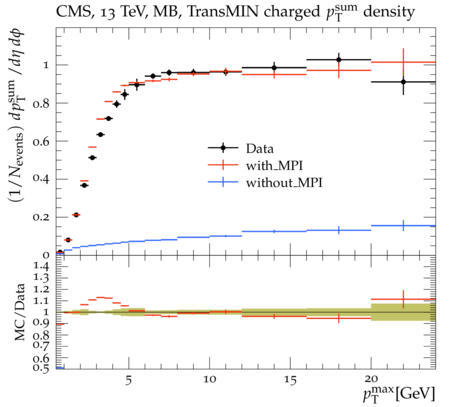 CMS, 13 TeV, MB, TransMIN charged p_T^sum density
(1/N_events) dp_T^sum/dη dϕ
1
0.8
0.6
0.4
0.2
0
Data
with_MPI
without_MPI
MC/Data
1.4
1.3
1.2
1.1
1
0.9
0.8
0.7
0.6
0.5
5
10
15
20
p_T^max[GeV]